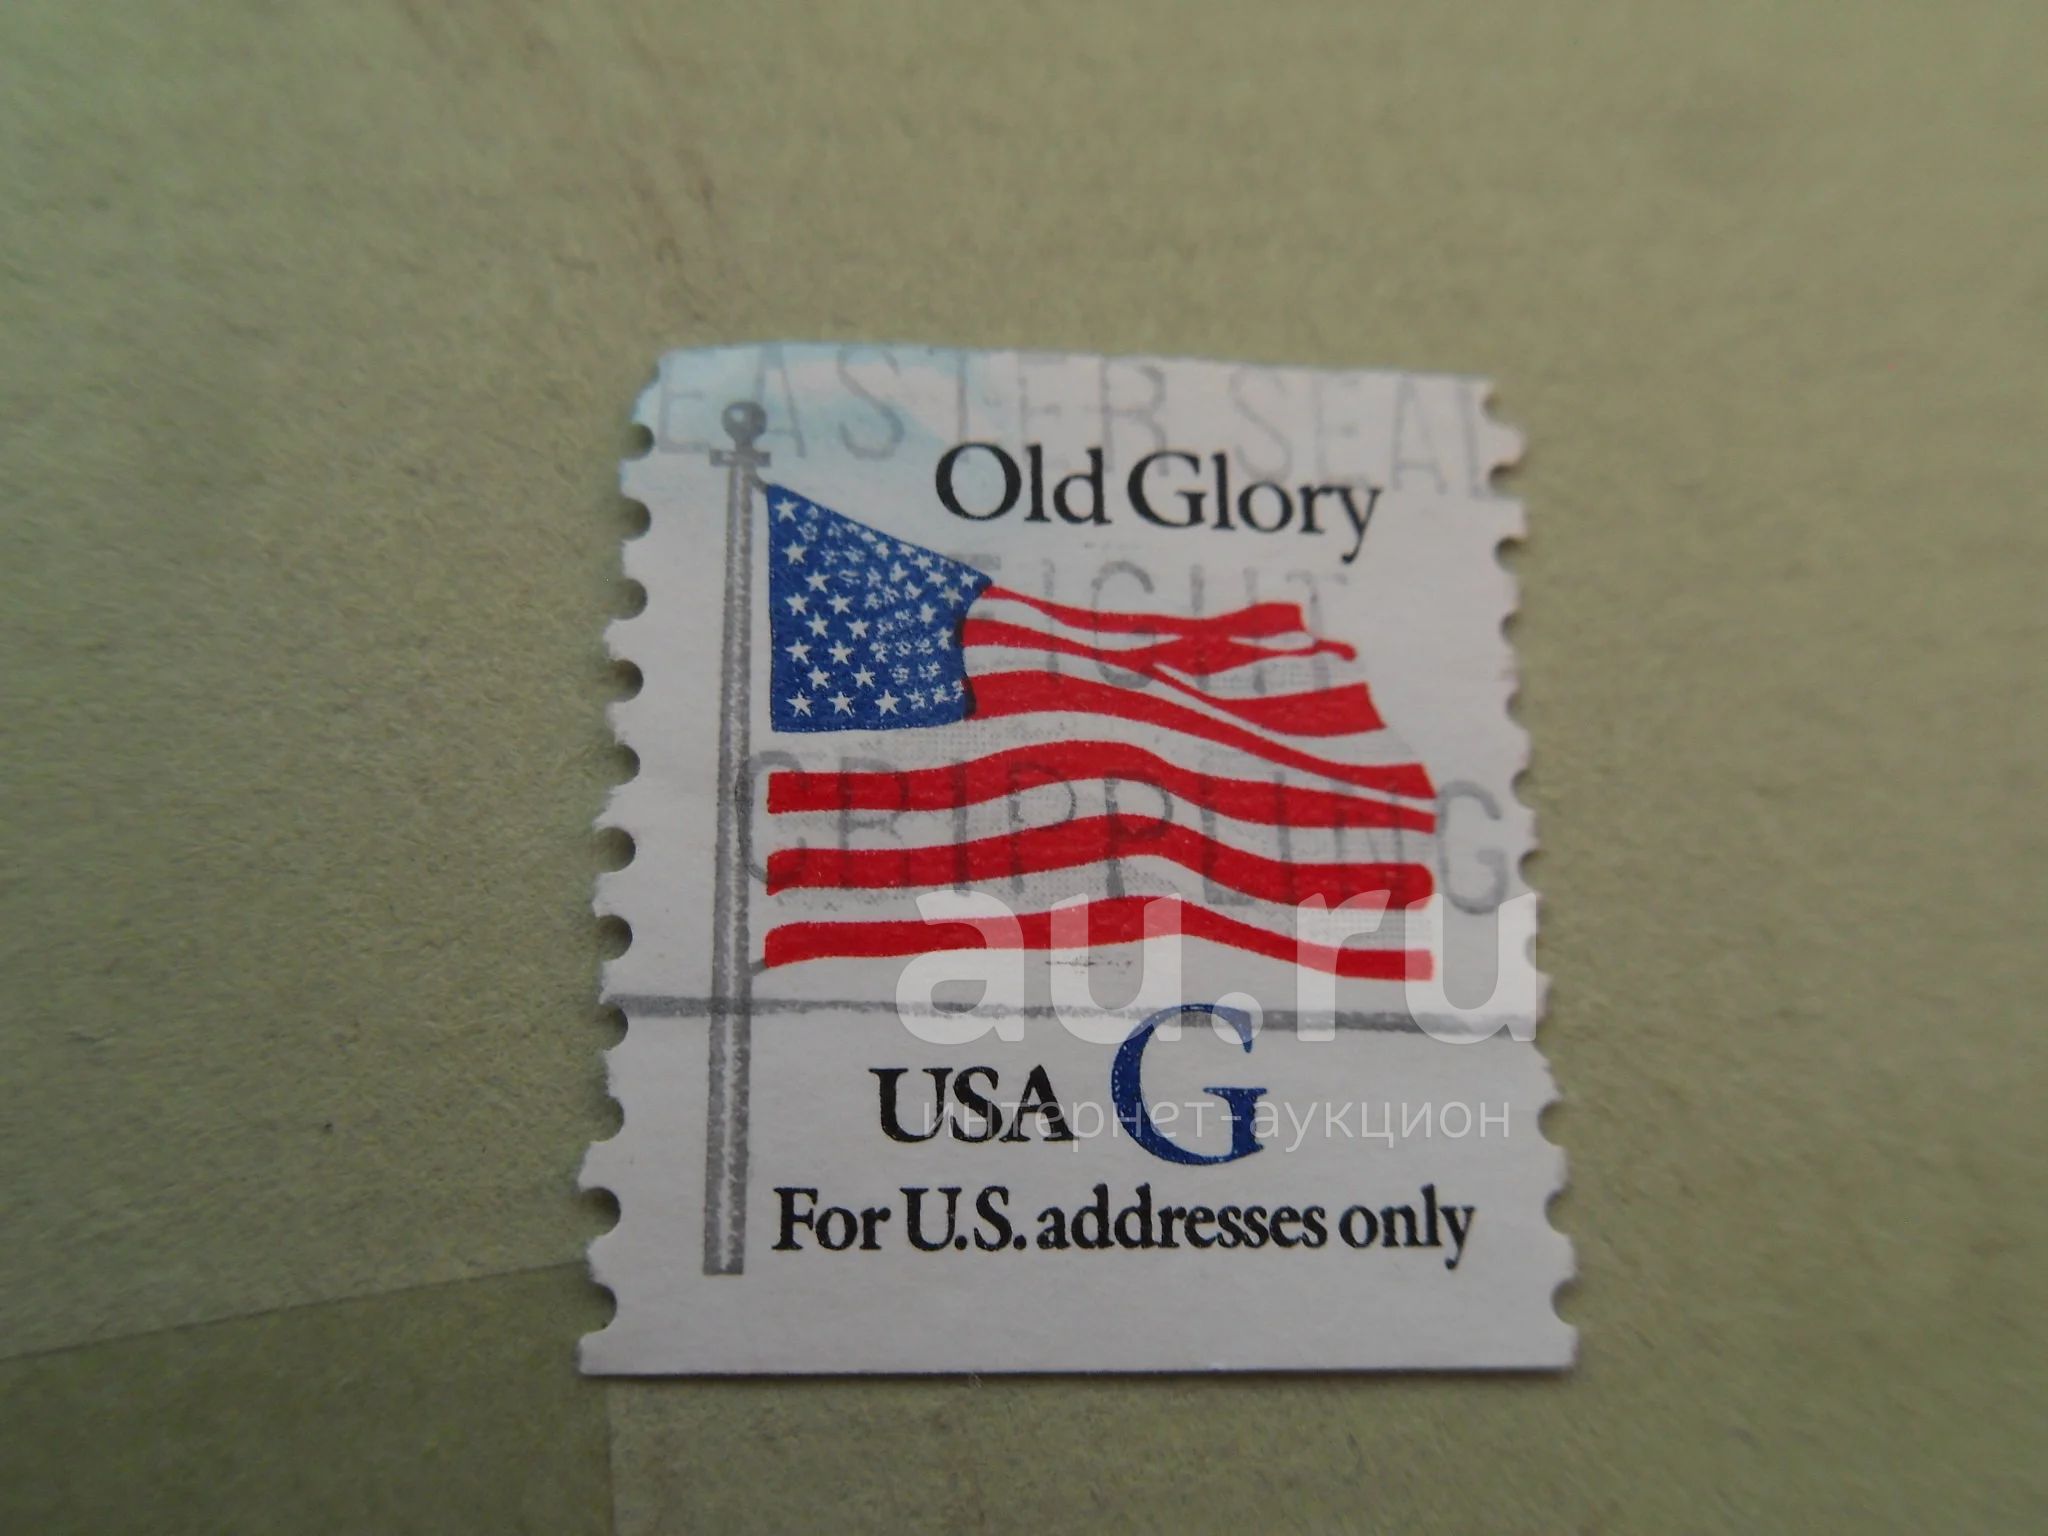 EASTER SEAL
Old Glory
FIGHT
CRIPPLING
au.ru
USA G
интернет-аукцион
For U.S. addresses only